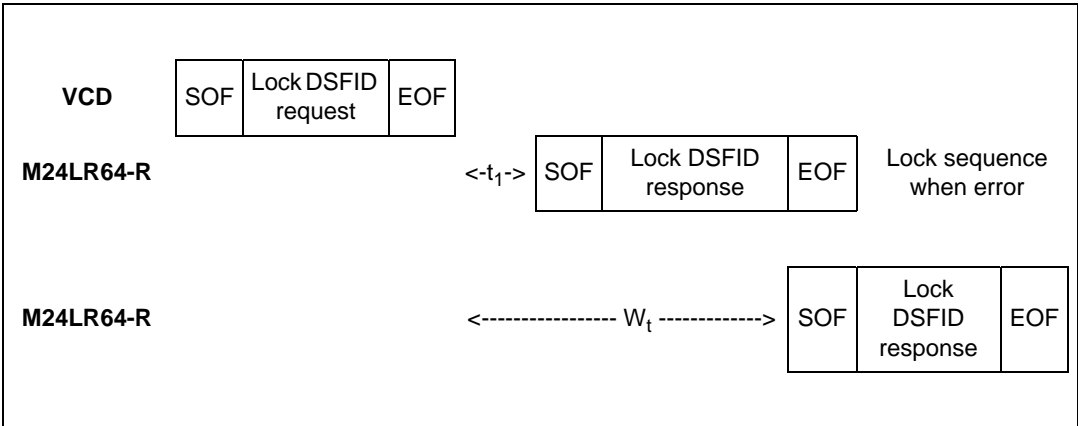 VCD SOF Lock DSFID request EOF
M24LR64-R <-t1-> SOF Lock DSFID response EOF Lock sequence when error
M24LR64-R <------------------ Wt -------------> SOF Lock DSFID response EOF